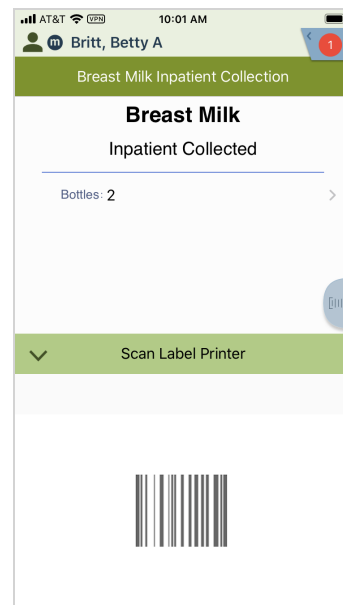 AT&T VPN 10:01 AM
m Britt, Betty A
1
Breast Milk Inpatient Collection
Breast Milk
Inpatient Collected
Bottles: 2
Scan Label Printer